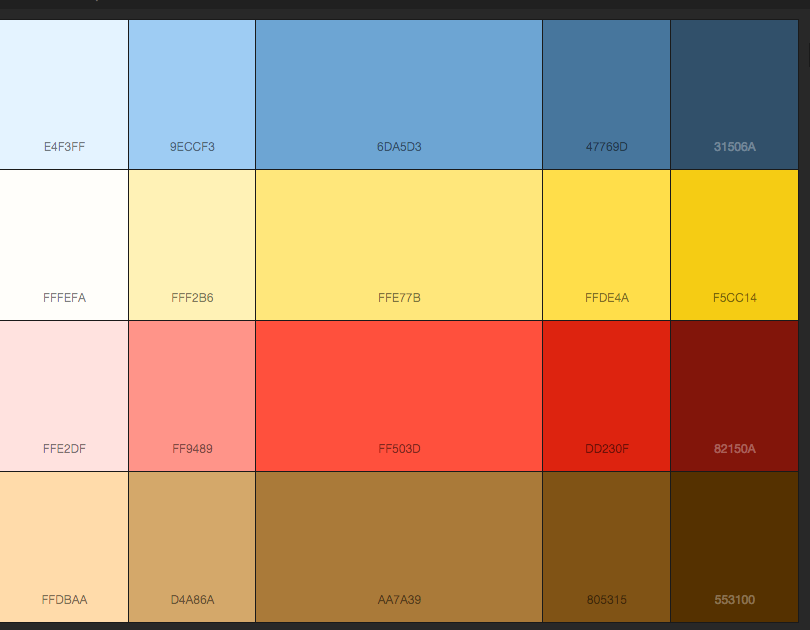 E4F3FF 9ECCF3 6DA5D3 47769D 31506A
FFFEFA FFF2B6 FFE77B FFDE4A F5CC14
FFE2DF FF9489 FF503D DD230F 82150A
FFDBAA D4A86A AA7A39 805315 553100